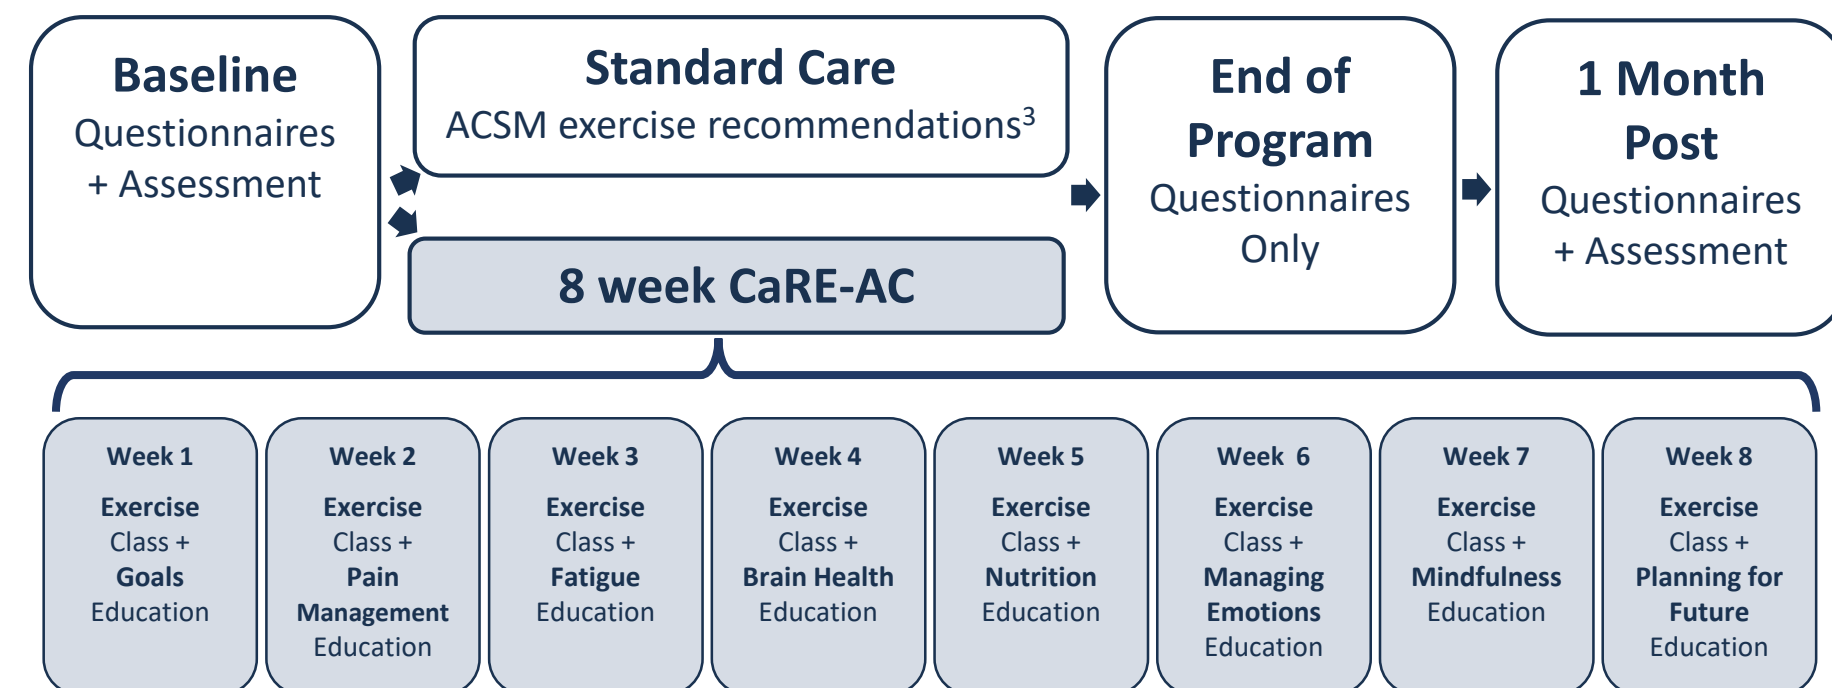 Baseline
Questionnaires
+ Assessment
Standard Care
ACSM exercise recommendations³
8 week CaRE-AC
End of
Program
Questionnaires
Only
1 Month
Post
Questionnaires
+ Assessment
Week 1
Exercise
Class +
Goals
Education
Week 2
Exercise
Class +
Pain
Management
Education
Week 3
Exercise
Class +
Fatigue
Education
Week 4
Exercise
Class +
Brain Health
Education
Week 5
Exercise
Class +
Nutrition
Education
Week 6
Exercise
Class +
Managing
Emotions
Education
Week 7
Exercise
Class +
Mindfulness
Education
Week 8
Exercise
Class +
Planning for
Future
Education